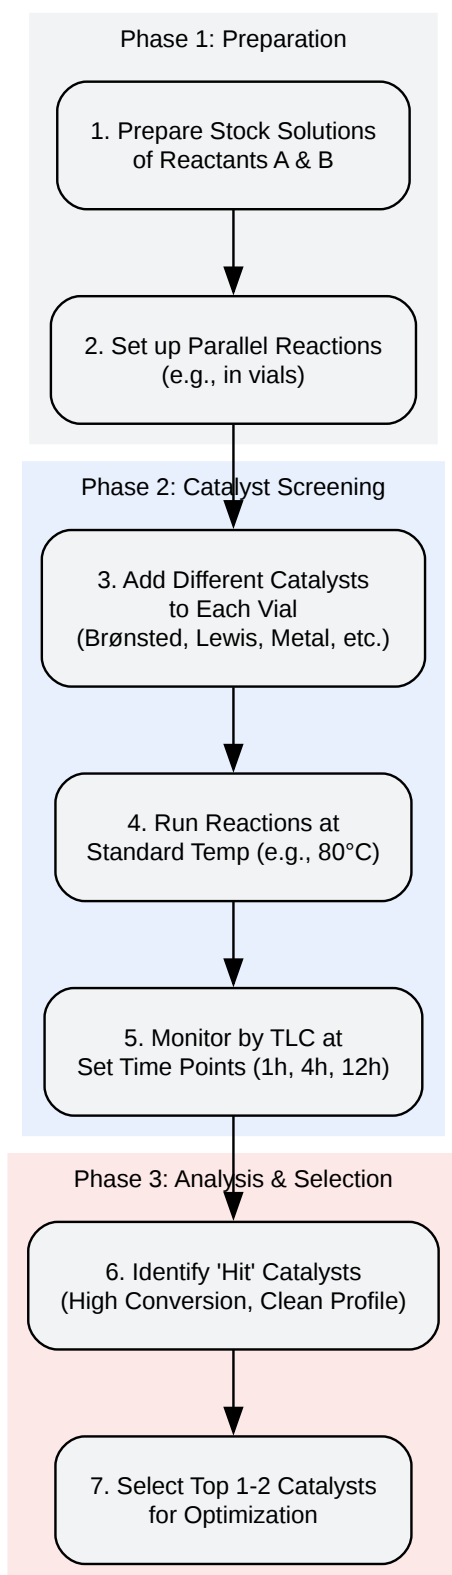 Phase 1: Preparation
1. Prepare Stock Solutions
of Reactants A & B
2. Set up Parallel Reactions
(e.g., in vials)
Phase 2: Catalyst Screening
3. Add Different Catalysts
to Each Vial
(Brønsted, Lewis, Metal, etc.)
4. Run Reactions at
Standard Temp (e.g., 80°C)
5. Monitor by TLC at
Set Time Points (1h, 4h, 12h)
Phase 3: Analysis & Selection
6. Identify 'Hit' Catalysts
(High Conversion, Clean Profile)
7. Select Top 1-2 Catalysts
for Optimization